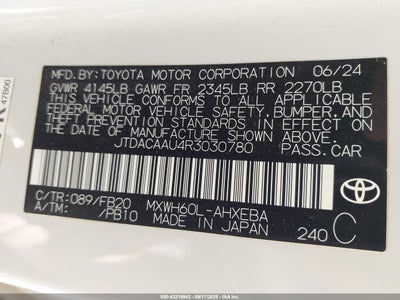 MFD. BY: TOYOTA MOTOR CORPORATION 06/24
GVWR 4145LB GAWR FR 2345LB RR 2270LB
THIS VEHICLE CONFORMS TO ALL APPLICABLE
FEDERAL MOTOR VEHICLE SAFETY, BUMPER, AND
THEFT PREVENTION STANDARDS IN EFFECT ON
THE DATE OF MANUFACTURE SHOWN ABOVE.
JTDACAAU4R3030780 PASS.CAR
C/TR: 089/FB20 MXWH60L-AHXEBA
A/TM: /PB10 MADE IN JAPAN 240 C
TOYOTA
47B00